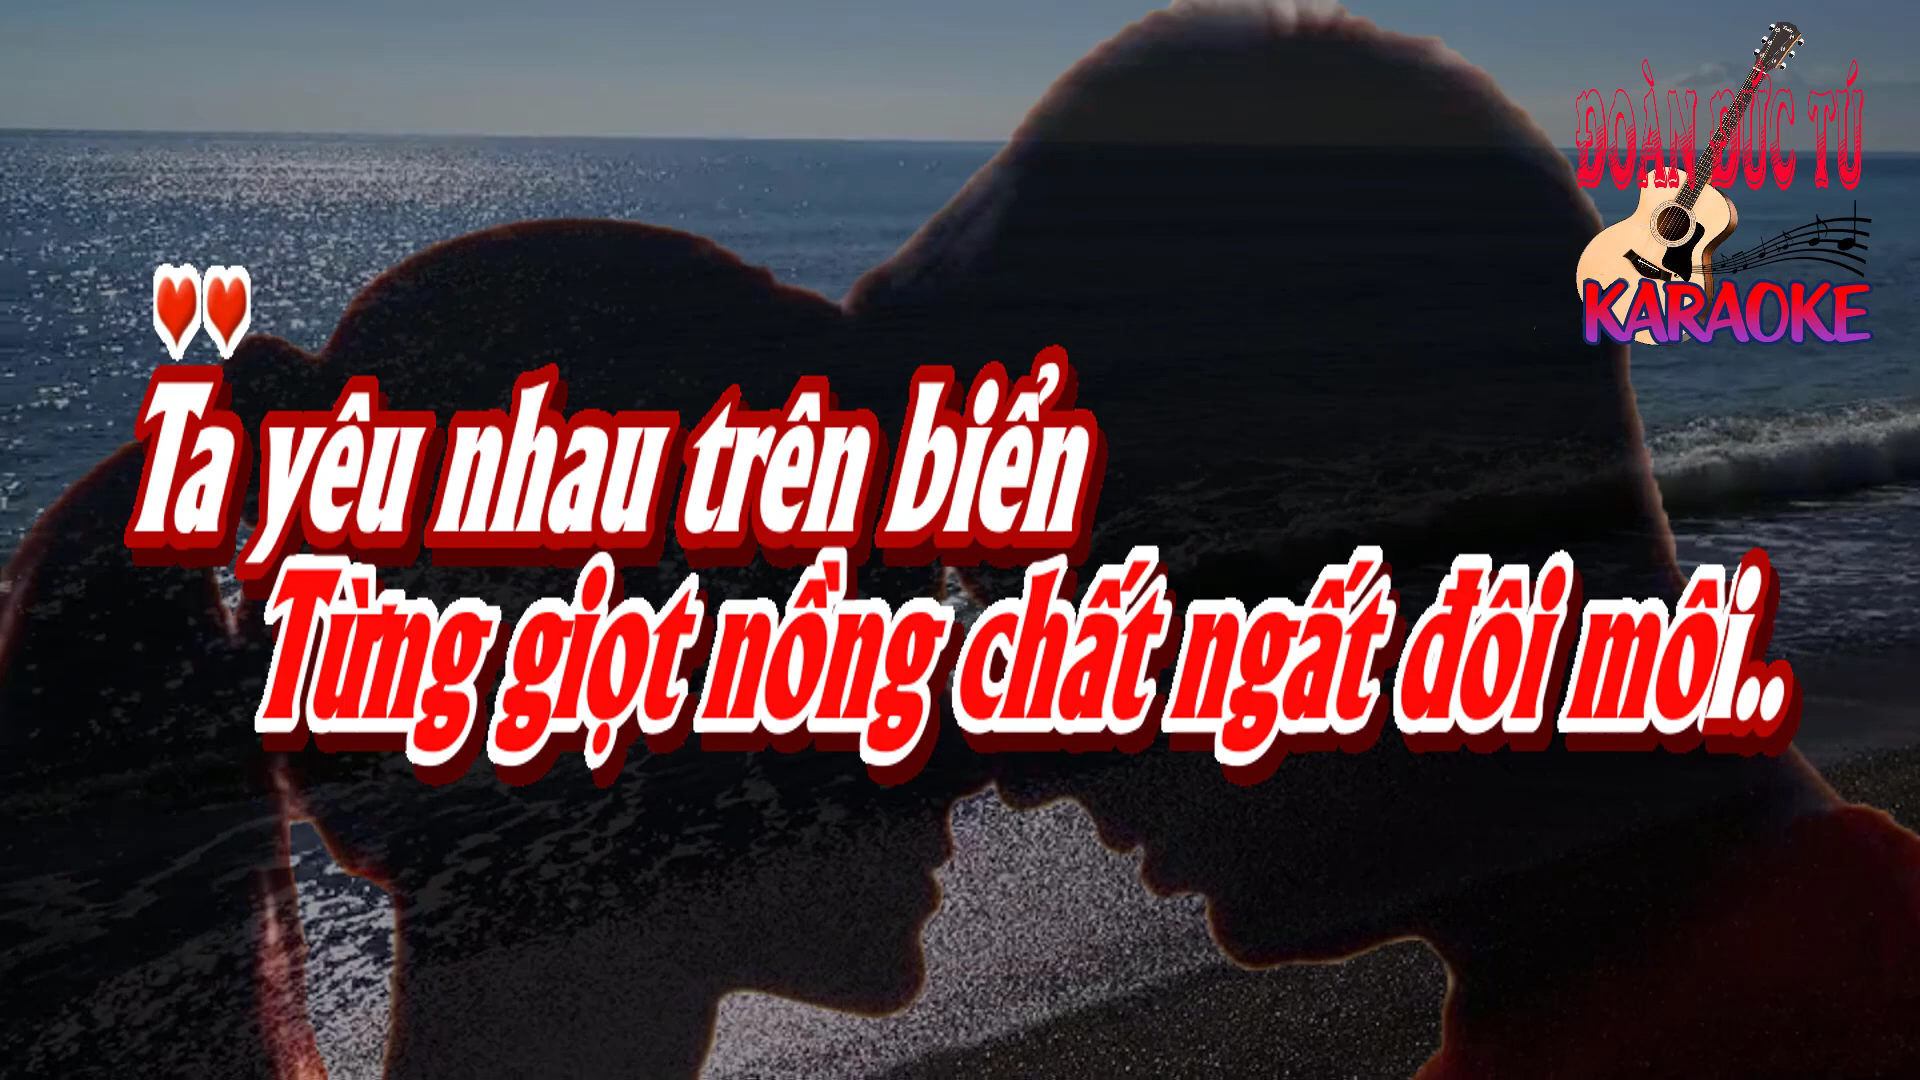 ĐOÀN ĐỨC TÚ
KARAOKE
Ta yêu nhau trên biển
Từng giọt nồng chất ngất đôi môi..